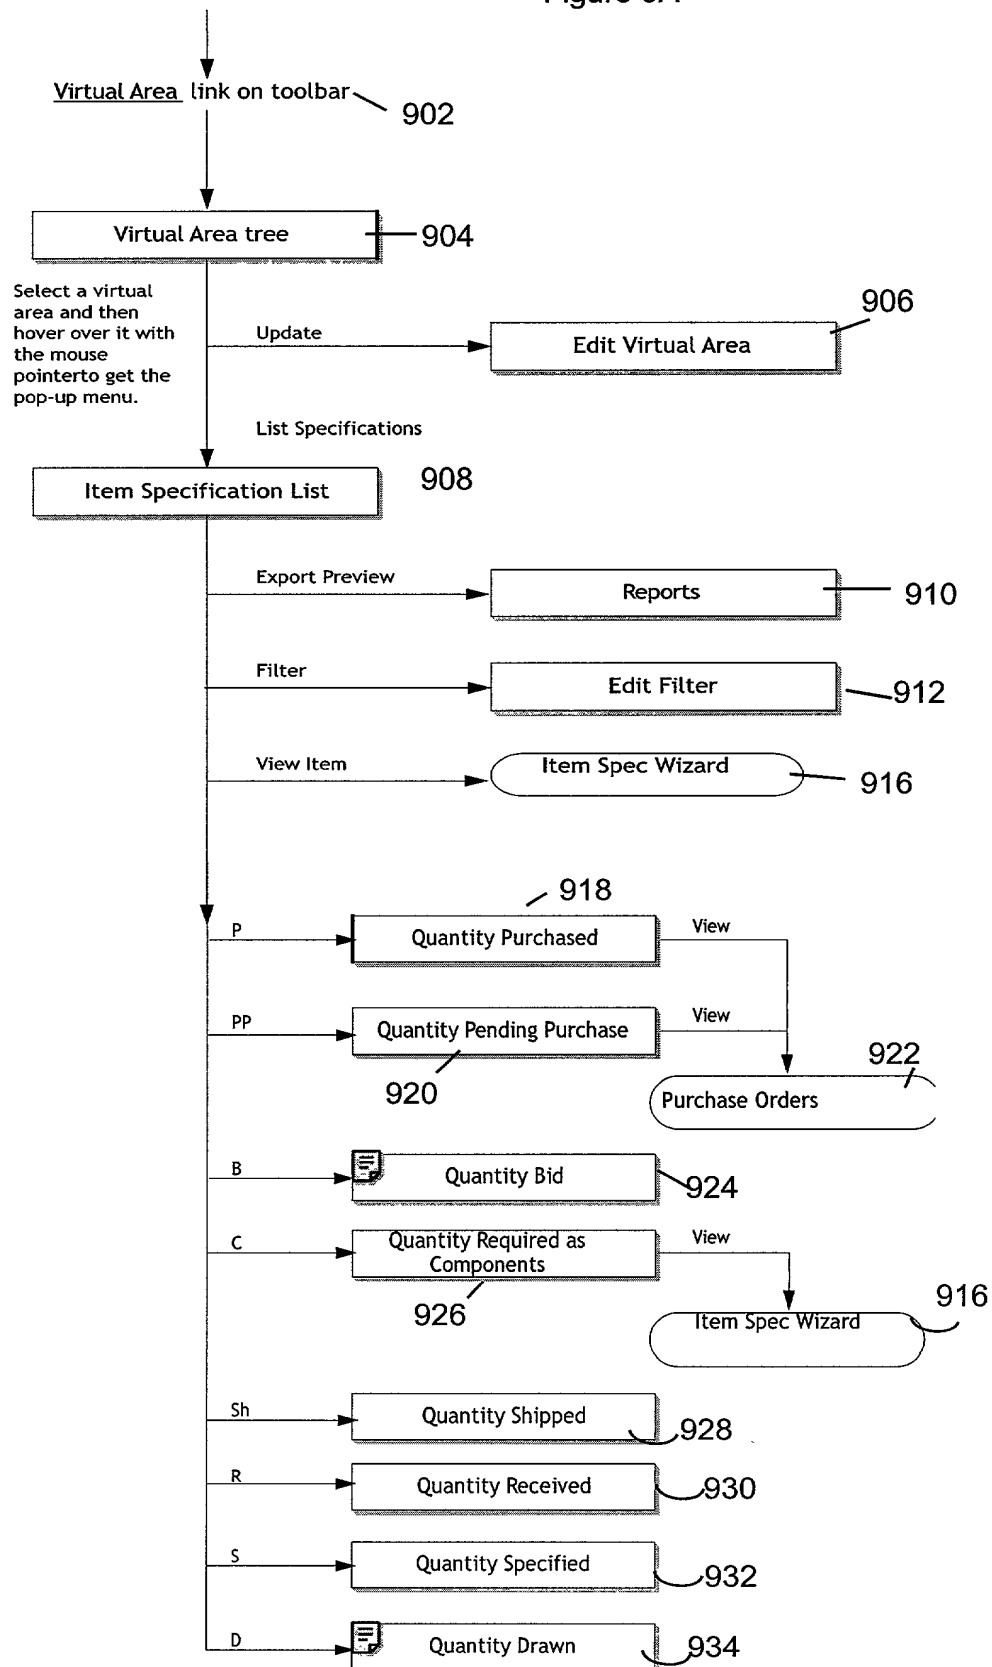 Virtual Area link on toolbar
902
Virtual Area tree
904
Select a virtual
area and then
hover over it with
the mouse
pointerto get the
pop-up menu.
Update
906
Edit Virtual Area
List Specifications
Item Specification List
908
Export Preview
Reports
910
Filter
Edit Filter
912
View Item
Item Spec Wizard
916
918
P
Quantity Purchased
View
PP
Quantity Pending Purchase
View
920
922
Purchase Orders
B
Quantity Bid
924
C
Quantity Required as
Components
View
926
916
Item Spec Wizard
Sh
Quantity Shipped
928
R
Quantity Received
930
S
Quantity Specified
932
D
Quantity Drawn
934